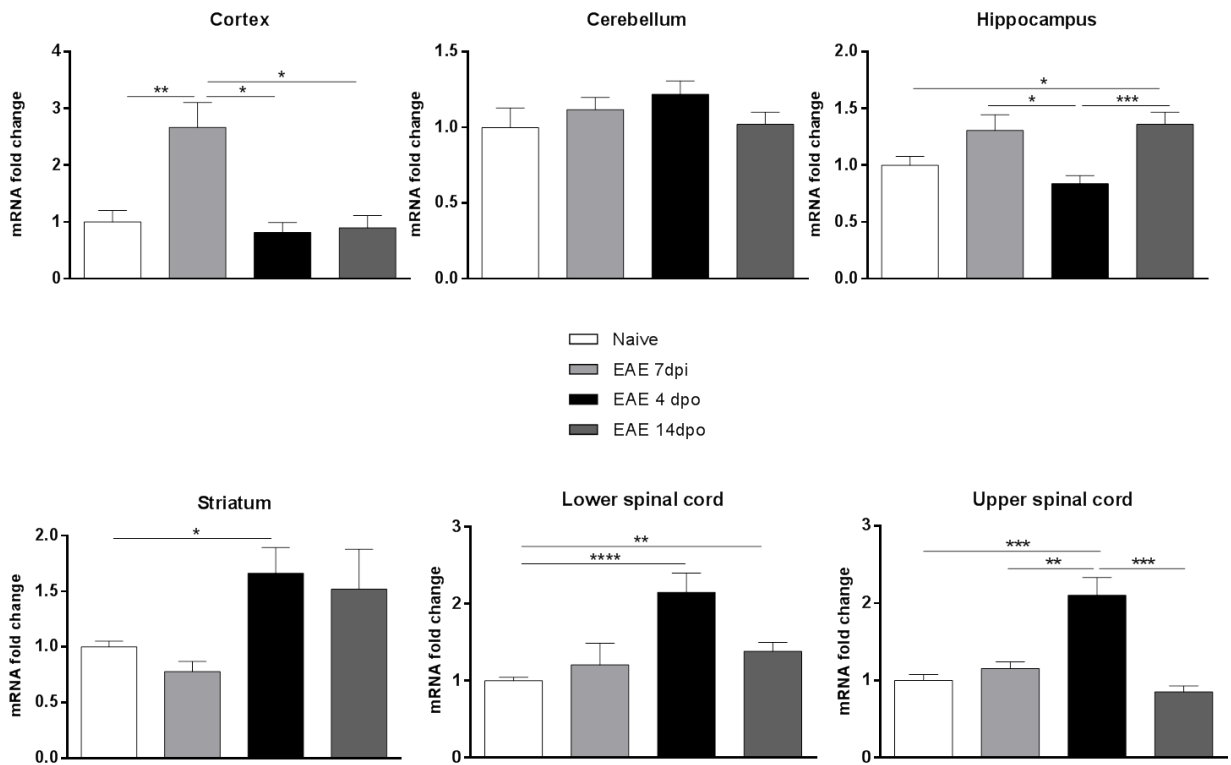 Cortex
mRNA fold change
4
3
2
1
0
**
*
*
Cerebellum
mRNA fold change
1.5
1.0
0.5
0.0
Hippocampus
mRNA fold change
2.0
1.5
1.0
0.5
0.0
*
*
***
Naive
EAE 7dpi
EAE 4 dpo
EAE 14dpo
Striatum
mRNA fold change
2.0
1.5
1.0
0.5
0.0
*
Lower spinal cord
mRNA fold change
3
2
1
0
**
****
Upper spinal cord
mRNA fold change
3
2
1
0
***
**
***